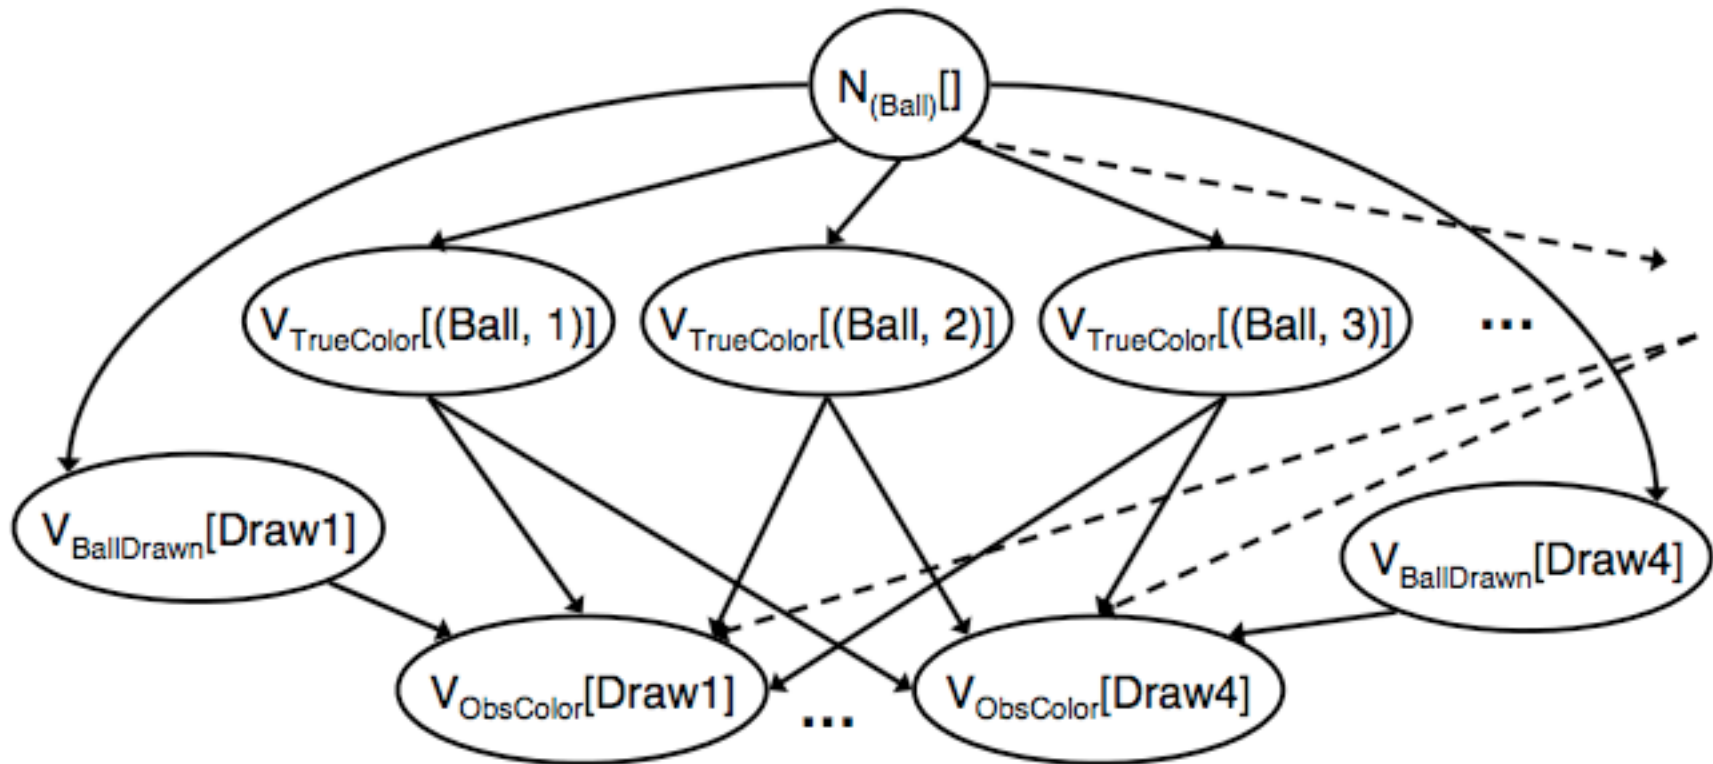 N(Ball)[]
VTrueColor[(Ball, 1)] VTrueColor[(Ball, 2)] VTrueColor[(Ball, 3)] ...
VBallDrawn[Draw1]
VBallDrawn[Draw4]
VObsColor[Draw1] ... VObsColor[Draw4]